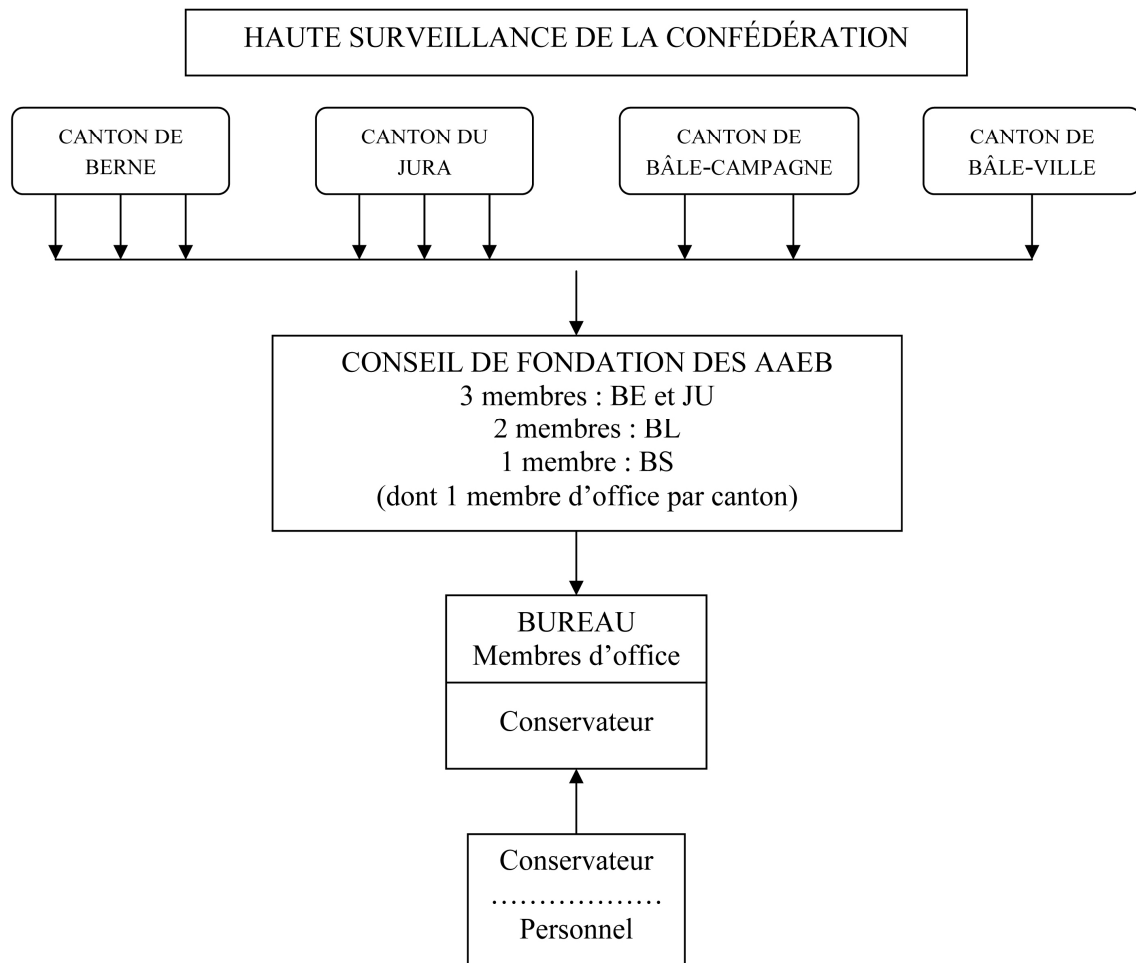 HAUTE SURVEILLANCE DE LA CONFÉDÉRATION
CANTON DE
BERNE
CANTON DU
JURA
CANTON DE
BÂLE-CAMPAGNE
CANTON DE
BÂLE-VILLE
CONSEIL DE FONDATION DES AAEB
3 membres : BE et JU
2 membres : BL
1 membre : BS
(dont 1 membre d’office par canton)
BUREAU
Membres d’office
Conservateur
Conservateur
………………
Personnel